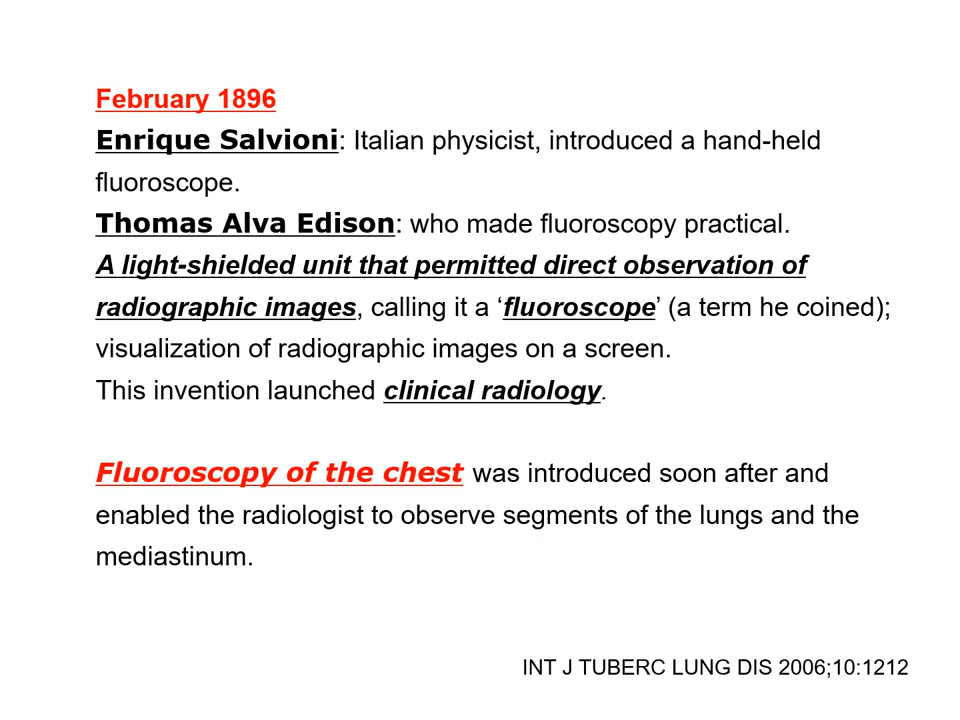 February 1896
Enrique Salvioni: Italian physicist, introduced a hand-held
fluoroscope.
Thomas Alva Edison: who made fluoroscopy practical.
A light-shielded unit that permitted direct observation of
radiographic images, calling it a ‘fluoroscope’ (a term he coined);
visualization of radiographic images on a screen.
This invention launched clinical radiology.
Fluoroscopy of the chest was introduced soon after and
enabled the radiologist to observe segments of the lungs and the
mediastinum.
INT J TUBERC LUNG DIS 2006;10:1212